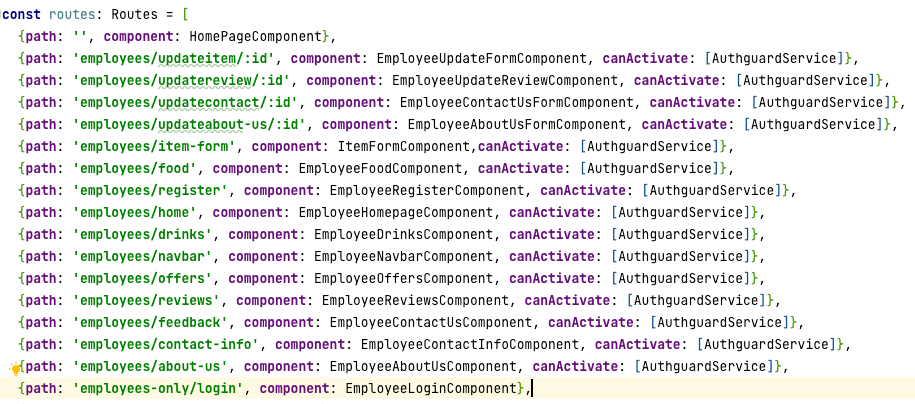 const routes: Routes = [
{path: '', component: HomePageComponent},
{path: 'employees/updateitem/:id', component: EmployeeUpdateFormComponent, canActivate: [AuthguardService]},
{path: 'employees/updatereview/:id', component: EmployeeUpdateReviewComponent, canActivate: [AuthguardService]},
{path: 'employees/updatecontact/:id', component: EmployeeContactUsFormComponent, canActivate: [AuthguardService]},
{path: 'employees/updateabout-us/:id', component: EmployeeAboutUsFormComponent, canActivate: [AuthguardService]},
{path: 'employees/item-form', component: ItemFormComponent,canActivate: [AuthguardService]},
{path: 'employees/food', component: EmployeeFoodComponent, canActivate: [AuthguardService]},
{path: 'employees/register', component: EmployeeRegisterComponent, canActivate: [AuthguardService]},
{path: 'employees/home', component: EmployeeHomepageComponent, canActivate: [AuthguardService]},
{path: 'employees/drinks', component: EmployeeDrinksComponent, canActivate: [AuthguardService]},
{path: 'employees/navbar', component: EmployeeNavbarComponent, canActivate: [AuthguardService]},
{path: 'employees/offers', component: EmployeeOffersComponent, canActivate: [AuthguardService]},
{path: 'employees/reviews', component: EmployeeReviewsComponent, canActivate: [AuthguardService]},
{path: 'employees/feedback', component: EmployeeContactUsComponent, canActivate: [AuthguardService]},
{path: 'employees/contact-info', component: EmployeeContactInfoComponent, canActivate: [AuthguardService]},
{path: 'employees/about-us', component: EmployeeAboutUsComponent, canActivate: [AuthguardService]},
{path: 'employees-only/login', component: EmployeeLoginComponent},